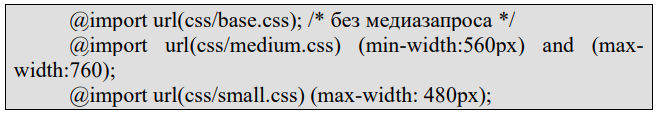 @import url(css/base.css); /* без медиазапроса */
@import url(css/medium.css) (min-width:560px) and (max-
width:760);
@import url(css/small.css) (max-width: 480px);